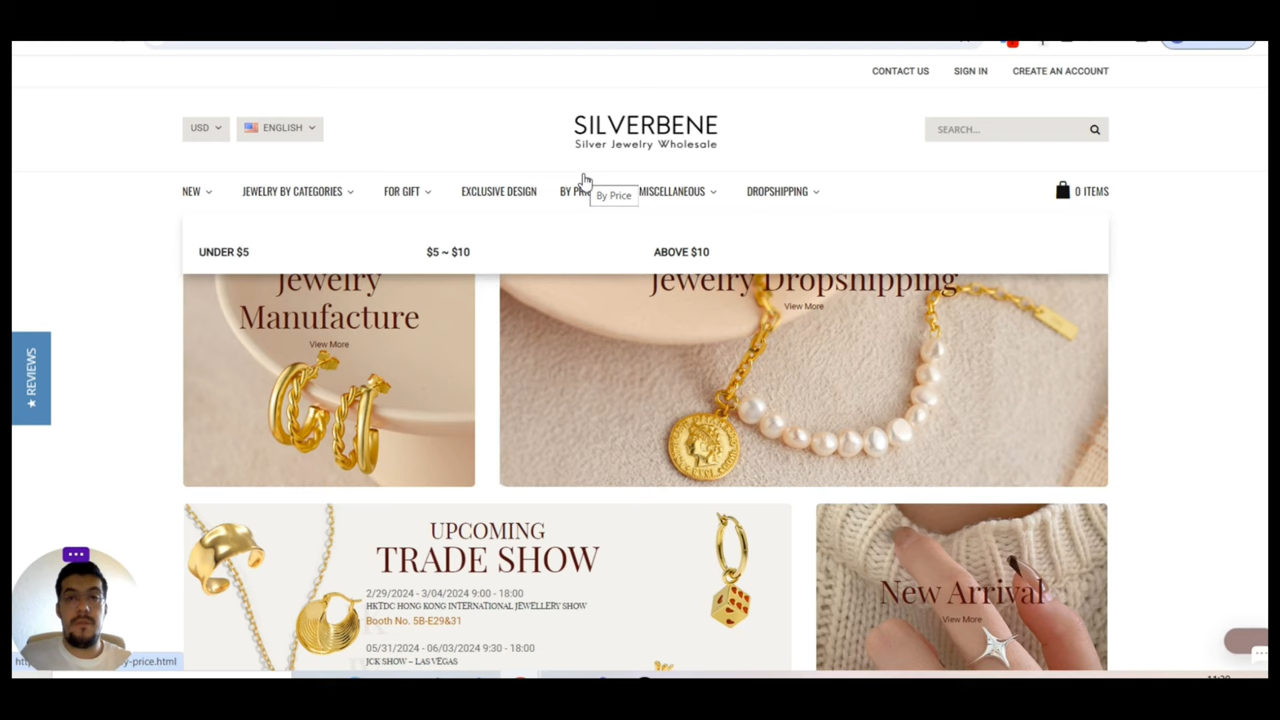 CONTACT US SIGN IN CREATE AN ACCOUNT
USD ENGLISH
SILVERBENE
Silver Jewelry Wholesale
SEARCH...
NEW JEWELRY BY CATEGORIES FOR GIFT EXCLUSIVE DESIGN BY MISCELLANEOUS DROPSHIPPING 0 ITEMS
By Price
UNDER $5 $5 ~ $10 ABOVE $10
Jewelry
Manufacture
View More
Jewelry Dropshipping
View More
★ REVIEWS
UPCOMING
TRADE SHOW
2/29/2024 - 3/04/2024 9:00 - 18:00
HKTDC HONG KONG INTERNATIONAL JEWELLERY SHOW
Booth No. 5B-E29&31
05/31/2024 - 06/03/2024 9:30 - 18:00
JCK SHOW – LAS VEGAS
New Arrival
View More
y-price.html